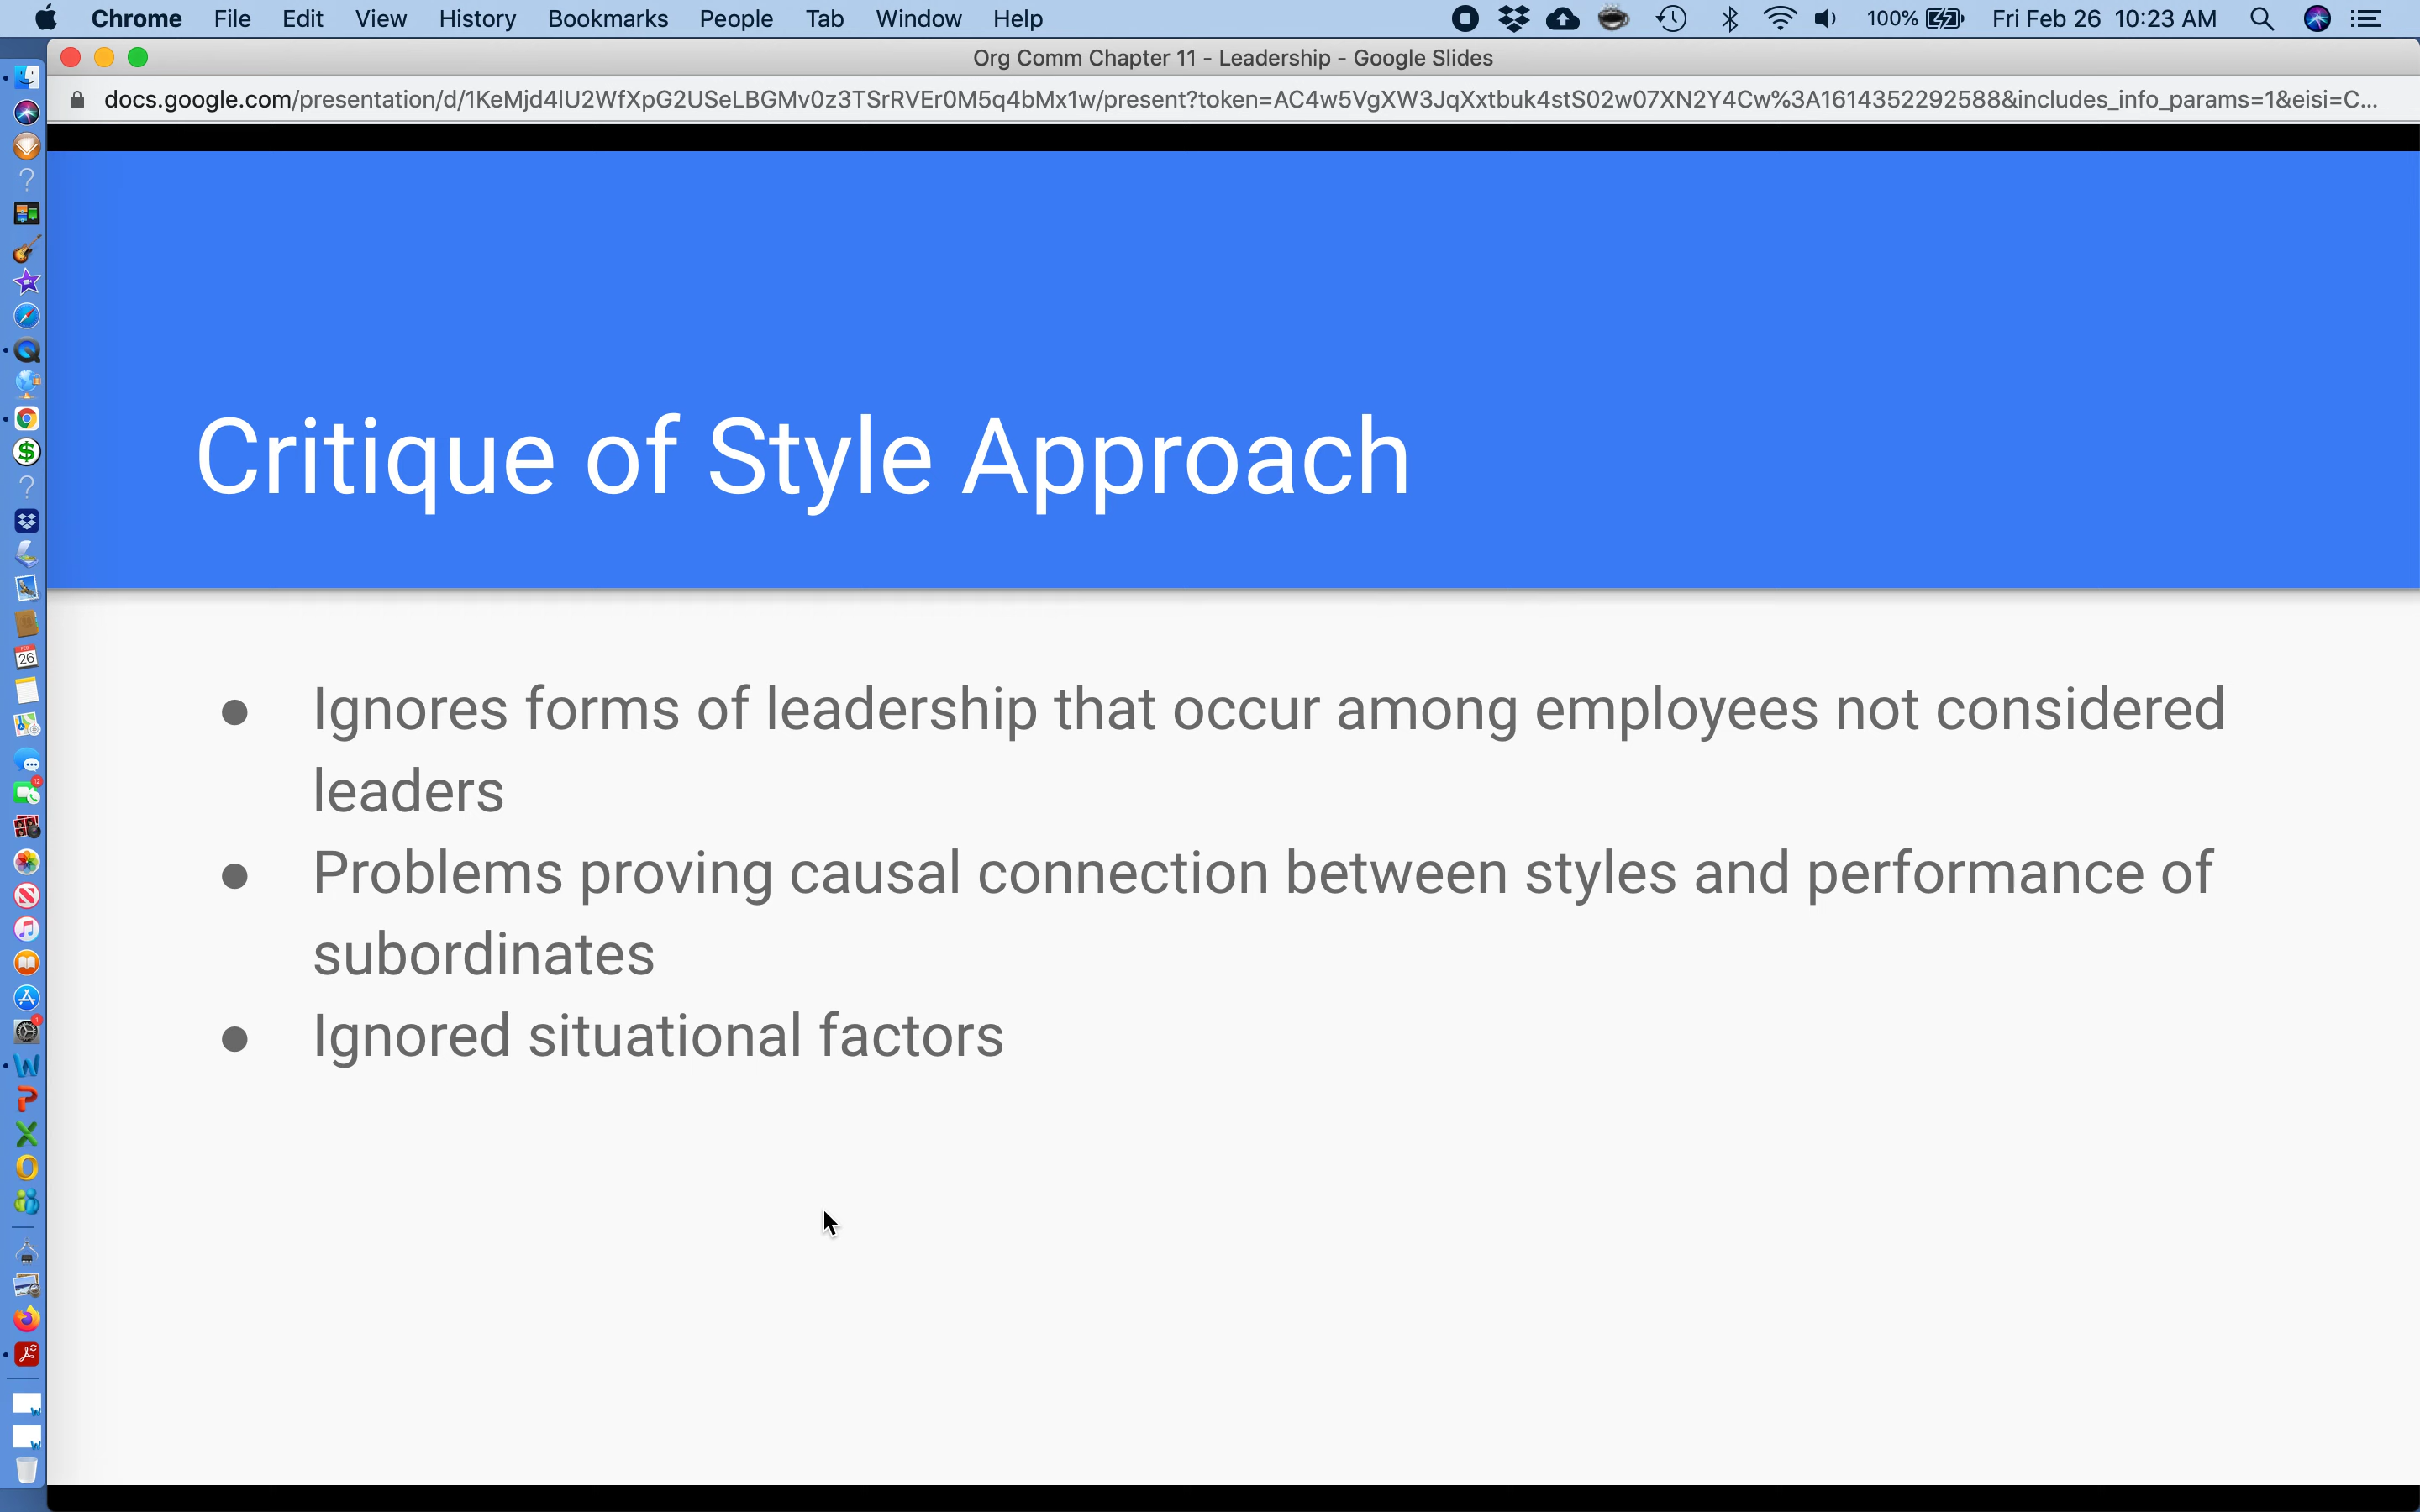 Chrome File Edit View History Bookmarks People Tab Window Help 100% Fri Feb 26 10:23 AM
Org Comm Chapter 11 - Leadership - Google Slides
docs.google.com/presentation/d/1KeMjd4lU2WfXpG2USeLBGMv0z3TSrRVEr0M5q4bMx1w/present?token=AC4w5VgXW3JqXxtbuk4stS02w07XN2Y4Cw%3A1614352292588&includes_info_params=1&eisi=C...
Critique of Style Approach
● Ignores forms of leadership that occur among employees not considered
leaders
● Problems proving causal connection between styles and performance of
subordinates
● Ignored situational factors
26